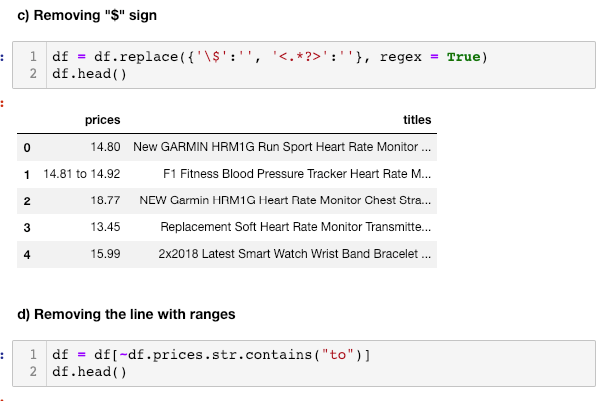 c) Removing "$" sign
1 df = df.replace({'\$':'', '<.*?>':''}, regex = True)
2 df.head()
prices titles
0 14.80 New GARMIN HRM1G Run Sport Heart Rate Monitor ...
1 14.81 to 14.92 F1 Fitness Blood Pressure Tracker Heart Rate M...
2 18.77 NEW Garmin HRM1G Heart Rate Monitor Chest Stra...
3 13.45 Replacement Soft Heart Rate Monitor Transmitte...
4 15.99 2x2018 Latest Smart Watch Wrist Band Bracelet ...
d) Removing the line with ranges
1 df = df[~df.prices.str.contains("to")]
2 df.head()